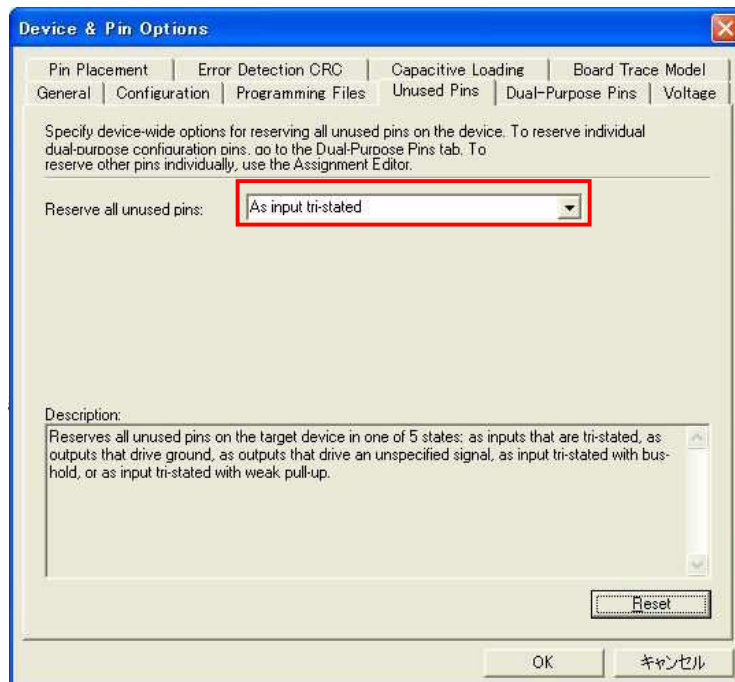 Device & Pin Options
Pin Placement Error Detection CRC Capacitive Loading Board Trace Model
General Configuration Programming Files Unused Pins Dual-Purpose Pins Voltage
Specify device-wide options for reserving all unused pins on the device. To reserve individual
dual-purpose configuration pins, go to the Dual-Purpose Pins tab. To
reserve other pins individually, use the Assignment Editor.
Reserve all unused pins: As input tri-stated
Description:
Reserves all unused pins on the target device in one of 5 states: as inputs that are tri-stated, as
outputs that drive ground, as outputs that drive an unspecified signal, as input tri-stated with bus-
hold, or as input tri-stated with weak pull-up.
Reset
OK キャンセル